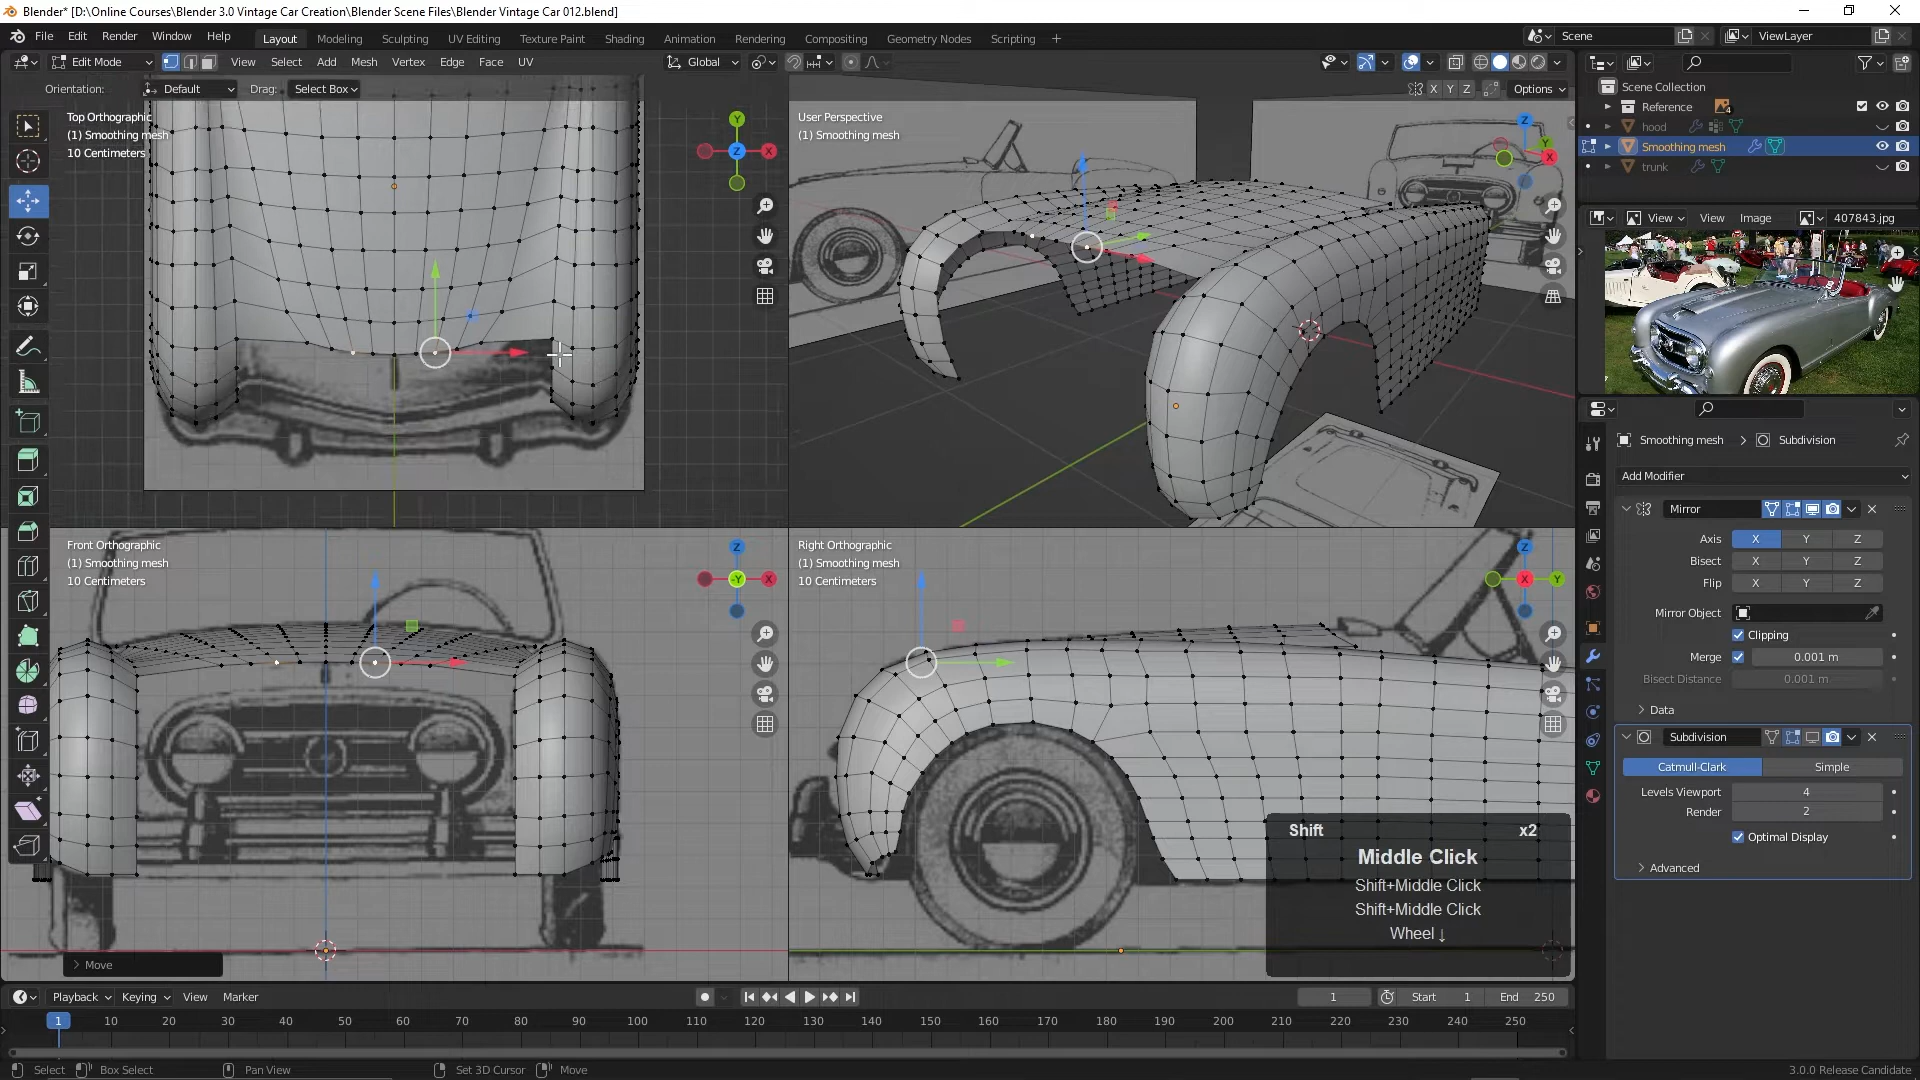 Blender* [D:\Online Courses\Blender 3.0 Vintage Car Creation\Blender Scene Files\Blender Vintage Car 012.blend]
File Edit Render Window Help Layout Modeling Sculpting UV Editing Texture Paint Shading Animation Rendering Compositing Geometry Nodes Scripting + Scene ViewLayer
Edit Mode View Select Add Mesh Vertex Edge Face UV Global
Orientation: Default Drag: Select Box X Y Z Options
Top Orthographic
(1) Smoothing mesh
10 Centimeters
Y
Z
X
User Perspective
(1) Smoothing mesh
Z
Y
X
Front Orthographic
(1) Smoothing mesh
10 Centimeters
Z
-Y
X
Right Orthographic
(1) Smoothing mesh
10 Centimeters
Z
X
Y
Shift x2
Middle Click
Shift+Middle Click
Shift+Middle Click
Wheel ↓
Move
Scene Collection
Reference 4
hood
Smoothing mesh
trunk
View View Image 407843.jpg
Smoothing mesh > Subdivision
Add Modifier
Mirror
Axis X Y Z
Bisect X Y Z
Flip X Y Z
Mirror Object
Clipping
Merge 0.001 m
Bisect Distance 0.001 m
Data
Subdivision
Catmull-Clark Simple
Levels Viewport 4
Render 2
Optimal Display
Advanced
Playback Keying View Marker 1 Start 1 End 250
1 10 20 30 40 50 60 70 80 90 100 110 120 130 140 150 160 170 180 190 200 210 220 230 240 250
Select Box Select Pan View Set 3D Cursor Move 3.0.0 Release Candidate